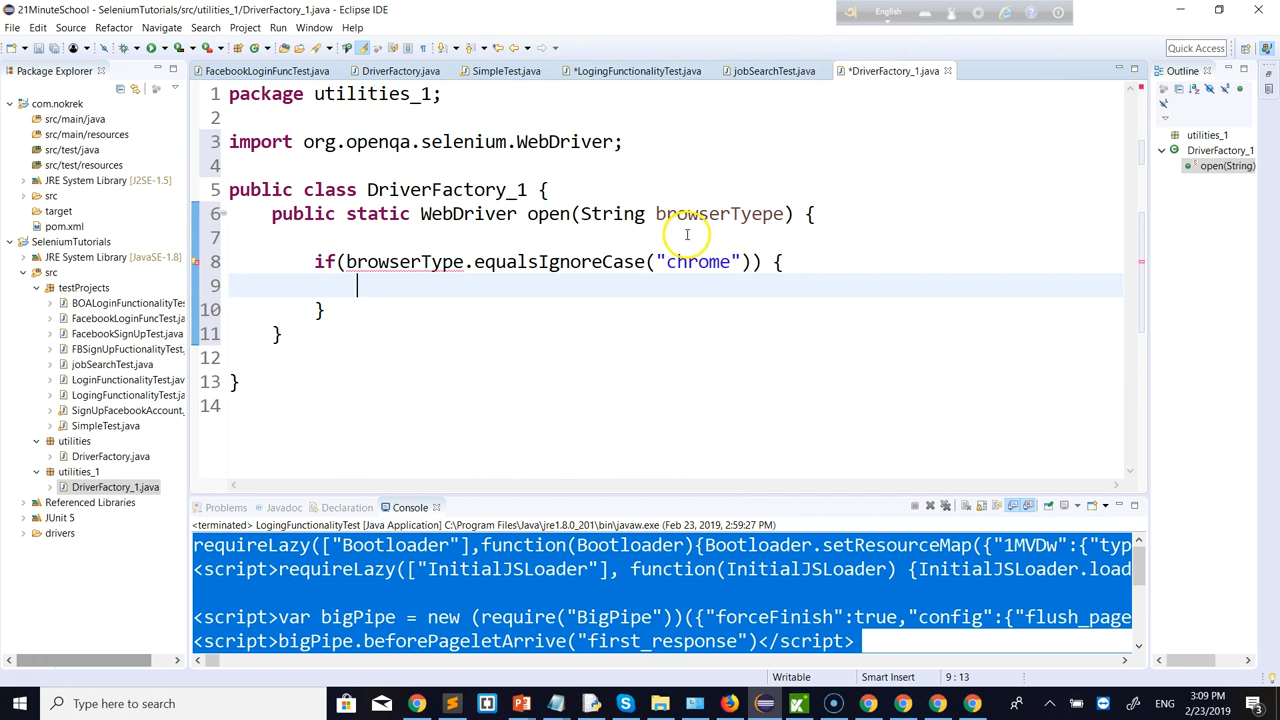 21MinuteSchool - SeleniumTutorials/src/utilities_1/DriverFactory_1.java - Eclipse IDE
English
File Edit Source Refactor Navigate Search Project Run Window Help
Quick Access
Package Explorer
FacebookLoginFuncTest.java DriverFactory.java SimpleTest.java *LogingFunctionalityTest.java jobSearchTest.java *DriverFactory_1.java
Outline
com.nokrek
src/main/java
src/main/resources
src/test/java
src/test/resources
JRE System Library [J2SE-1.5]
src
target
pom.xml
SeleniumTutorials
JRE System Library [JavaSE-1.8]
src
testProjects
BOALoginFunctionalityTest
FacebookLoginFuncTest.java
FacebookSignUpTest.java
FBSignUpFuctionalityTest.
jobSearchTest.java
LoginFunctionalityTest.jav
LogingFunctionalityTest.ja
SignUpFacebookAccount.
SimpleTest.java
utilities
DriverFactory.java
utilities_1
DriverFactory_1.java
Referenced Libraries
JUnit 5
drivers
1 package utilities_1;
2
3 import org.openqa.selenium.WebDriver;
4
5 public class DriverFactory_1 {
6 public static WebDriver open(String browserTyepe) {
7
8 if(browserType.equalsIgnoreCase("chrome")) {
9
10 }
11 }
12
13 }
14
utilities_1
DriverFactory_1
open(String)
Problems Javadoc Declaration Console
<terminated> LogingFunctionalityTest [Java Application] C:\Program Files\Java\jre1.8.0_201\bin\javaw.exe (Feb 23, 2019, 2:59:27 PM)
requireLazy(["Bootloader"],function(Bootloader){Bootloader.setResourceMap({"1MVDw":{"typ
<script>requireLazy(["InitialJSLoader"], function(InitialJSLoader) {InitialJSLoader.load
<script>var bigPipe = new (require("BigPipe"))({"forceFinish":true,"config":{"flush_page
<script>bigPipe.beforePageletArrive("first_response")</script>
Writable Smart Insert 9 : 13
Type here to search
3:09 PM
2/23/2019
3